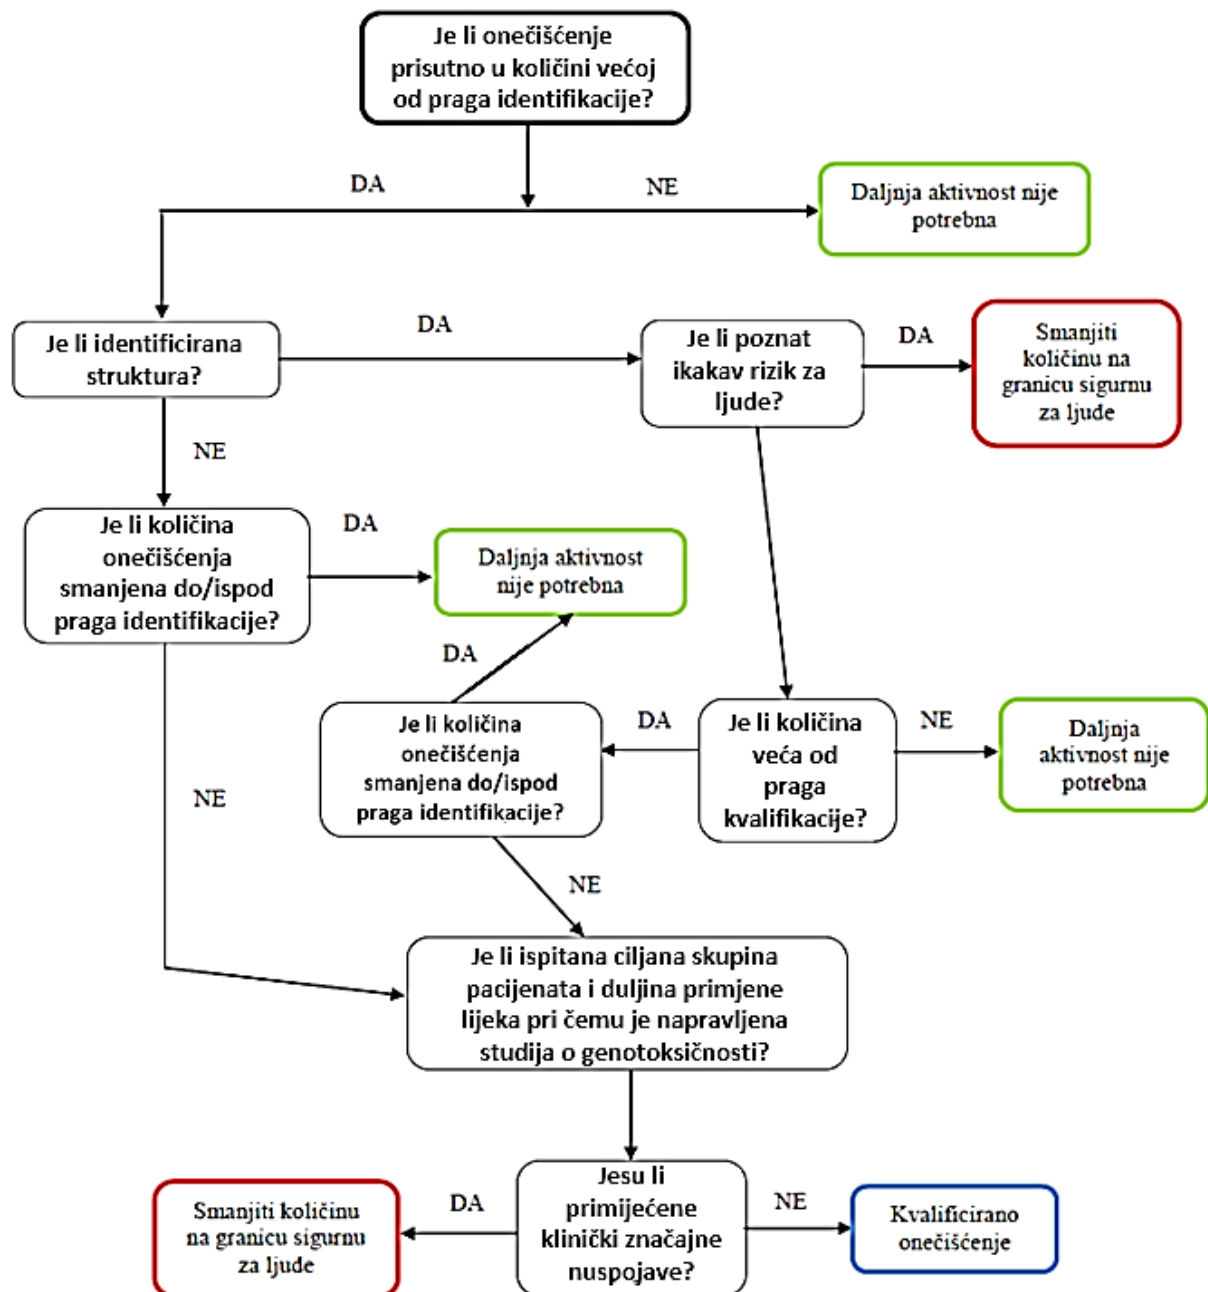 Je li onečišćenje
prisutno u količini većoj
od praga identifikacije?
DA
NE
Daljnja aktivnost nije
potrebna
Je li identificirana
struktura?
DA
Je li poznat
ikakav rizik za
ljude?
DA
Smanjiti
količinu na
granicu sigurnu
za ljude
NE
Je li količina
onečišćenja
smanjena do/ispod
praga identifikacije?
DA
Daljnja aktivnost
nije potrebna
DA
Je li količina
onečišćenja
smanjena do/ispod
praga identifikacije?
DA
Je li količina
veća od
praga
kvalifikacije?
NE
Daljnja
aktivnost nije
potrebna
NE
NE
Je li ispitana ciljana skupina
pacijenata i duljina primjene
lijeka pri čemu je napravljena
studija o genotoksičnosti?
Smanjiti količinu
na granicu sigurnu
za ljude
DA
Jesu li
primijećene
klinički značajne
nuspojave?
NE
Kvalificirano
onečišćenje